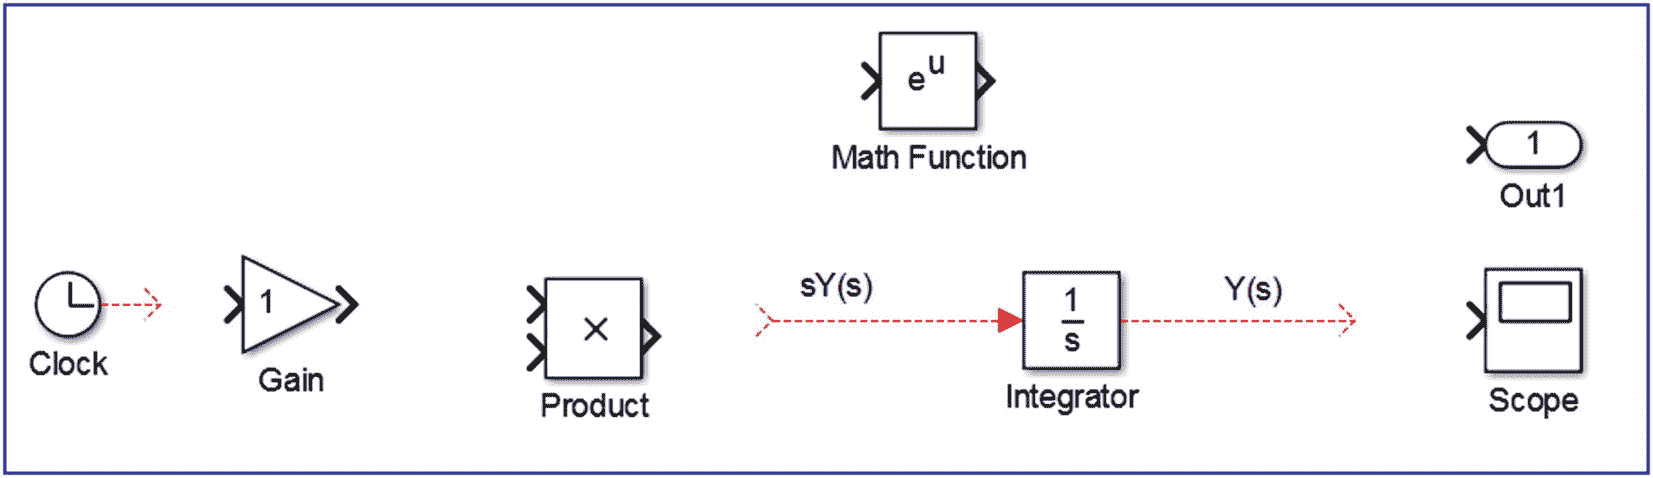 e^u
Math Function
1
Out1
Clock
1
Gain
×
Product
sY(s)
1
s
Integrator
Y(s)
Scope